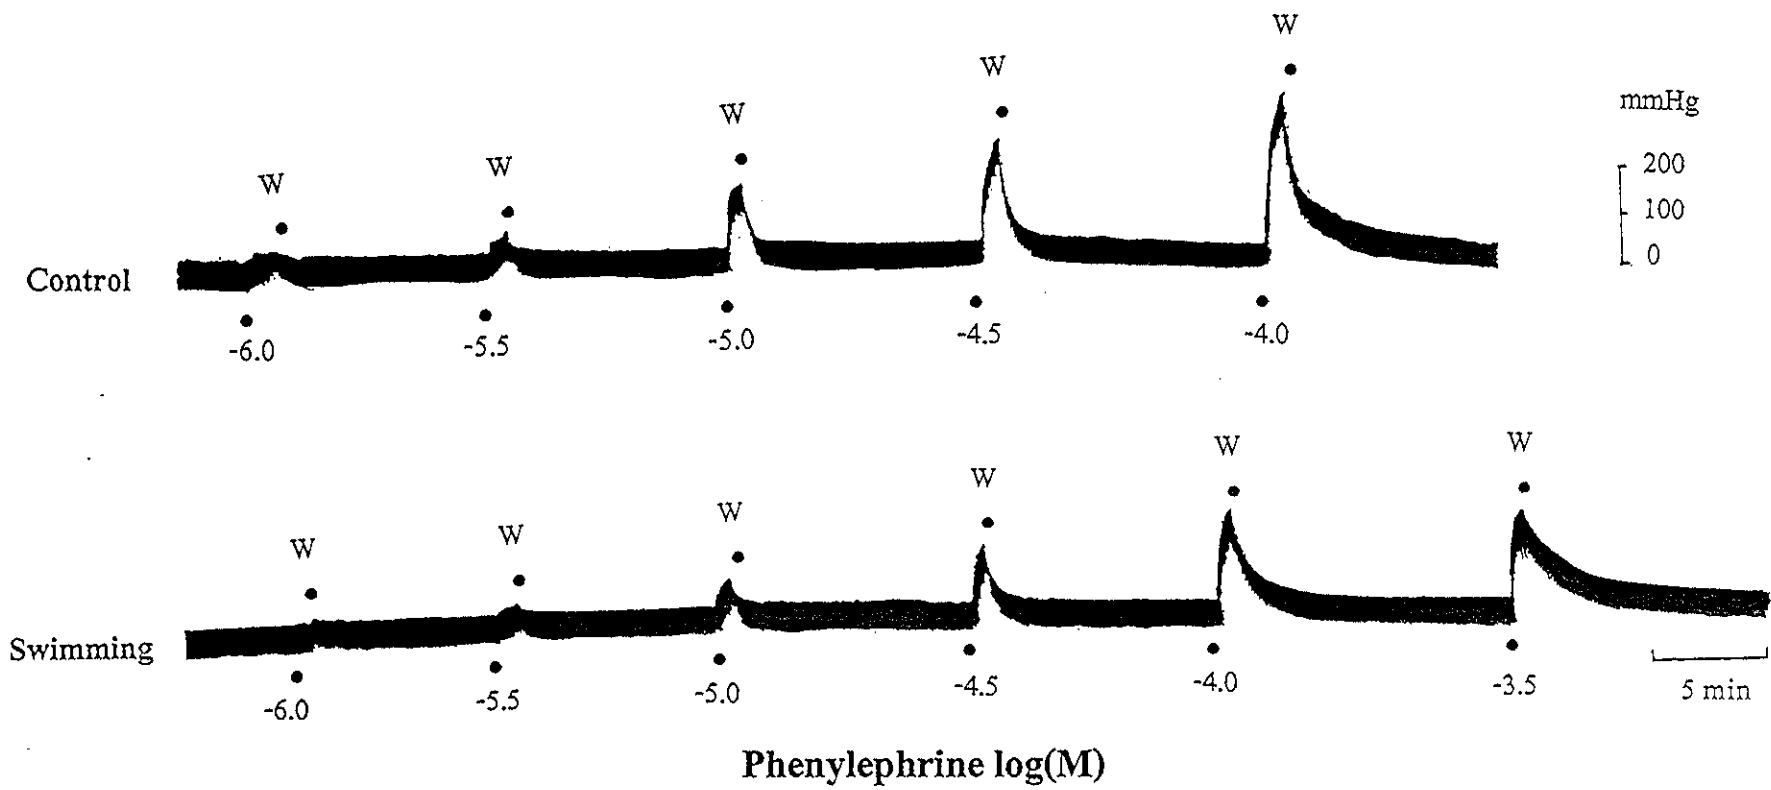 W W W W W
mmHg
200
100
0
Control
-6.0 -5.5 -5.0 -4.5 -4.0
W W W W W W
Swimming
-6.0 -5.5 -5.0 -4.5 -4.0 -3.5
5 min
Phenylephrine log(M)